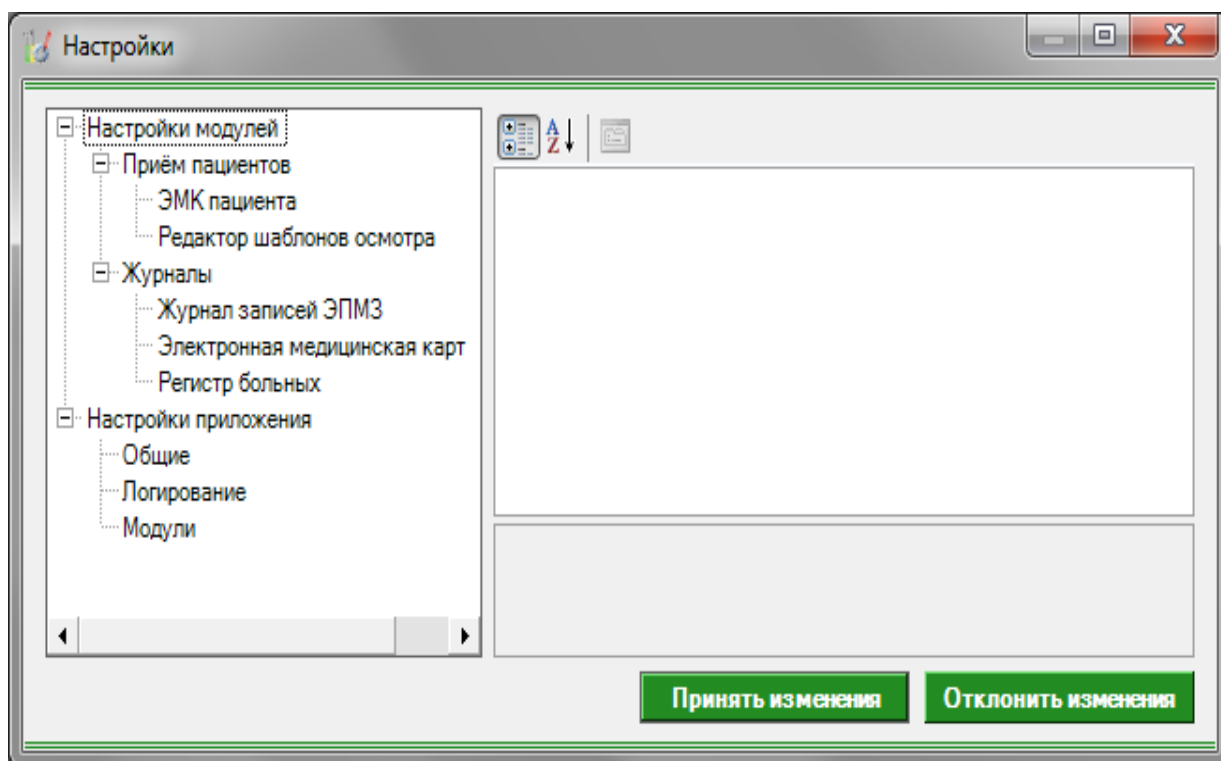 Настройки
Настройки модулей
Приём пациентов
ЭМК пациента
Редактор шаблонов осмотра
Журналы
Журнал записей ЭПМЗ
Электронная медицинская карт
Регистр больных
Настройки приложения
Общие
Логирование
Модули
Принять изменения
Отклонить изменения